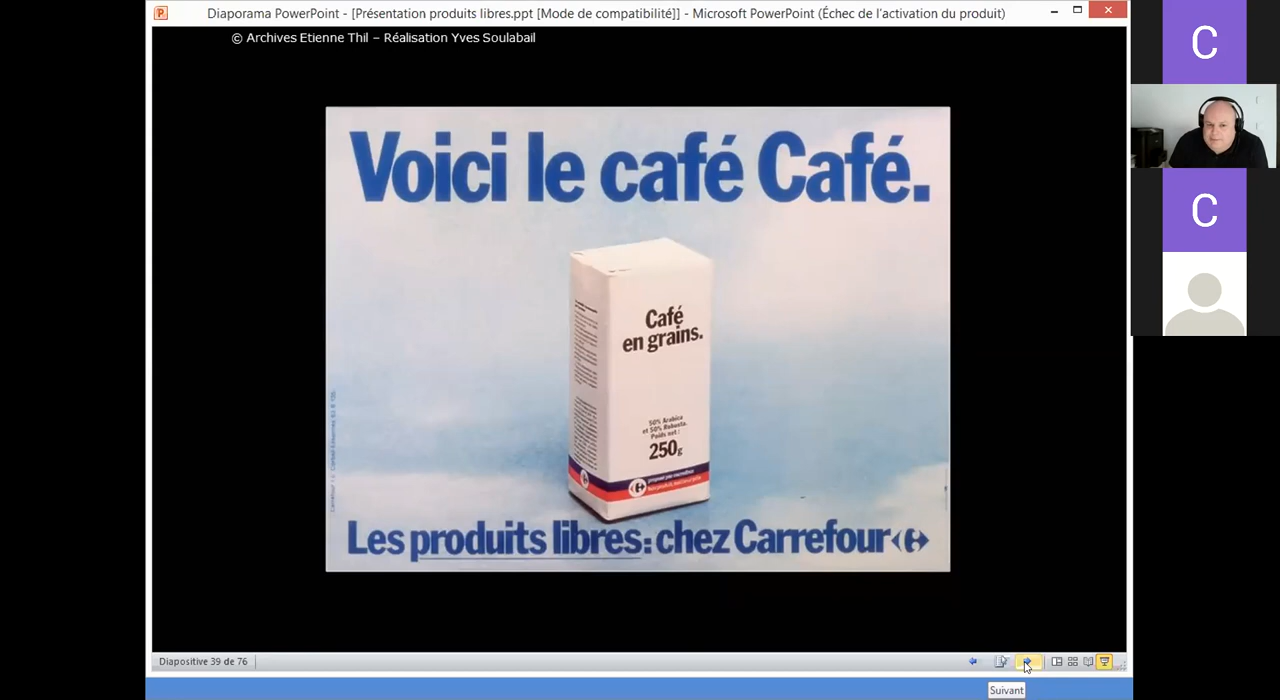 Diaporama PowerPoint - [Présentation produits libres.ppt [Mode de compatibilité]] - Microsoft PowerPoint (Échec de l'activation du produit)
© Archives Etienne Thil – Réalisation Yves Soulabail
C
C
Voici le café Café.
Café
en grains.
50% Arabica
et 50% Robusta.
Poids net :
250g
Les produits libres: chez Carrefour
Diapositive 39 de 76
Suivant